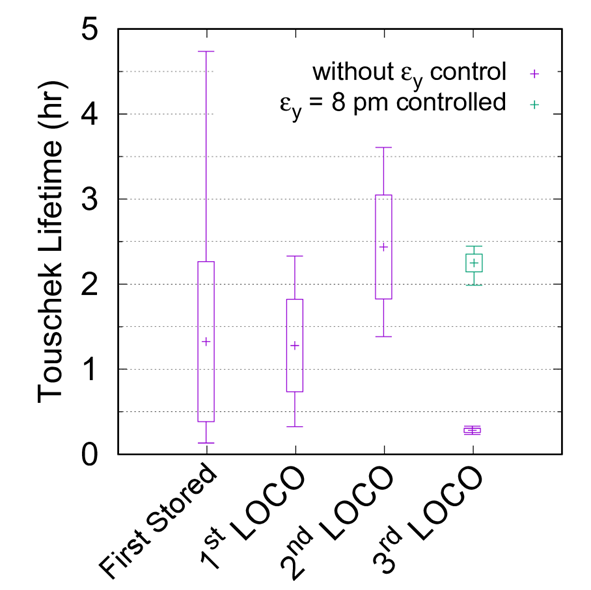 5
4
3
2
1
0
Touschek Lifetime (hr)
without εy control
εy = 8 pm controlled
First Stored
1st LOCO
2nd LOCO
3rd LOCO